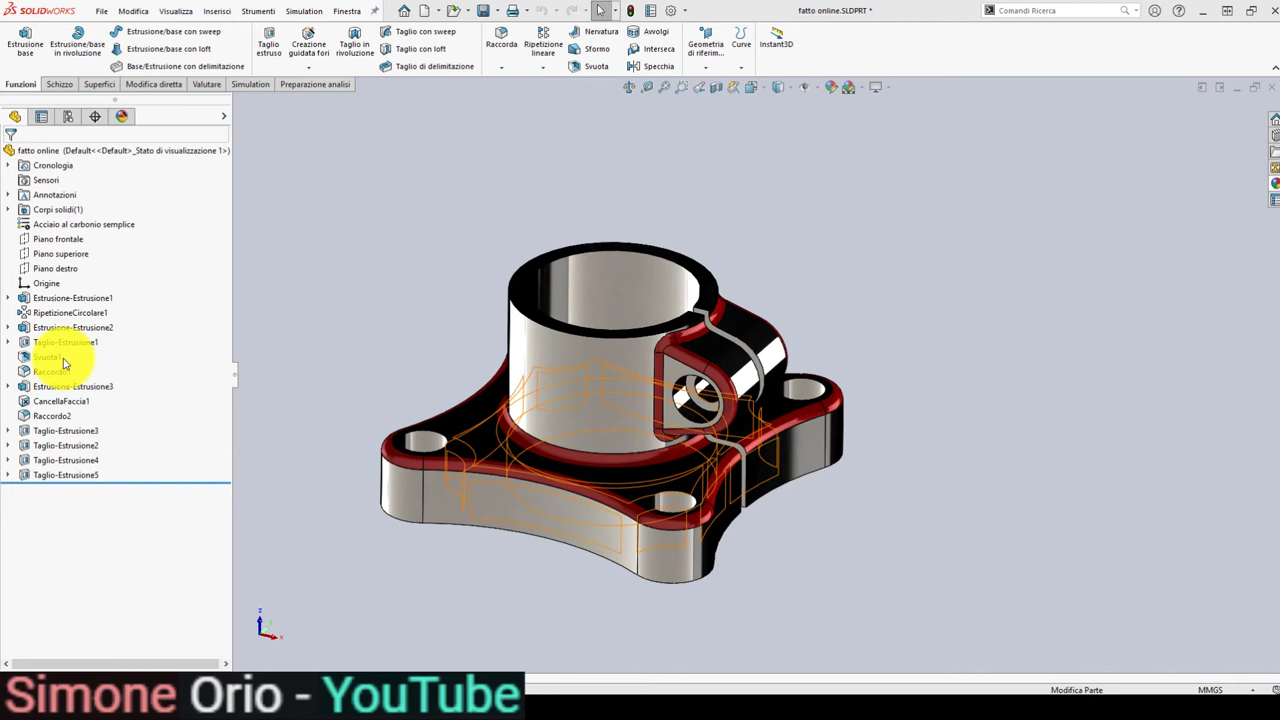 SOLIDWORKS File Modifica Visualizza Inserisci Strumenti Simulation Finestra fatto online.SLDPRT * Comandi Ricerca
Estrusione base
Estrusione/base in rivoluzione
Estrusione/base con sweep
Estrusione/base con loft
Base/Estrusione con delimitazione
Taglio estruso
Creazione guidata fori
Taglio in rivoluzione
Taglio con sweep
Taglio con loft
Taglio di delimitazione
Raccorda
Ripetizione lineare
Nervatura
Sformo
Svuota
Avvolgi
Interseca
Specchia
Geometria di riferim...
Curve
Instant3D
Funzioni Schizzo Superfici Modifica diretta Valutare Simulation Preparazione analisi
fatto online (Default<<Default>_Stato di visualizzazione 1>)
Cronologia
Sensori
Annotazioni
Corpi solidi(1)
Acciaio al carbonio semplice
Piano frontale
Piano superiore
Piano destro
Origine
Estrusione-Estrusione1
RipetizioneCircolare1
Estrusione-Estrusione2
Taglio-Estrusione1
Svuota1
Raccordo1
Estrusione-Estrusione3
CancellaFaccia1
Raccordo2
Taglio-Estrusione3
Taglio-Estrusione2
Taglio-Estrusione4
Taglio-Estrusione5
z
x
Simone Orio - YouTube
Modifica Parte MMGS